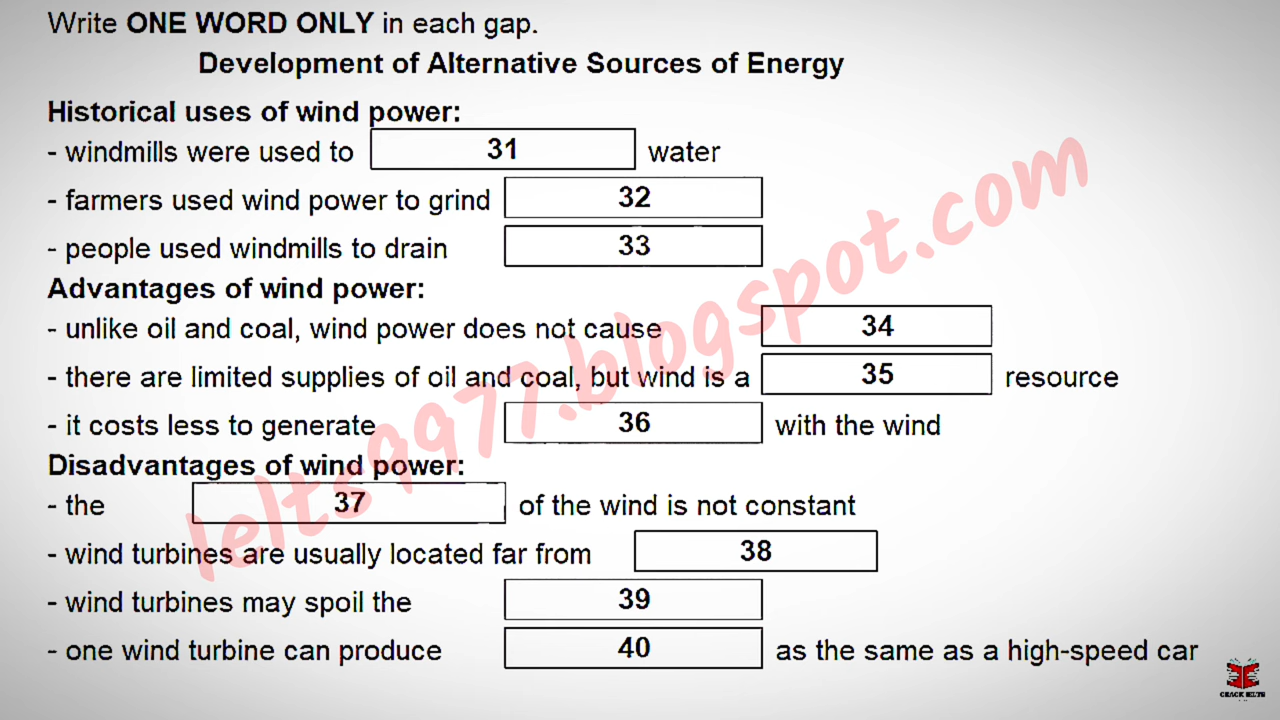 Write ONE WORD ONLY in each gap.
Development of Alternative Sources of Energy
Historical uses of wind power:
- windmills were used to 31 water
- farmers used wind power to grind 32
- people used windmills to drain 33
Advantages of wind power:
- unlike oil and coal, wind power does not cause 34
- there are limited supplies of oil and coal, but wind is a 35 resource
- it costs less to generate 36 with the wind
Disadvantages of wind power:
- the 37 of the wind is not constant
- wind turbines are usually located far from 38
- wind turbines may spoil the 39
- one wind turbine can produce 40 as the same as a high-speed car
Ielts9977.blogspot.com
CRACK IELTS